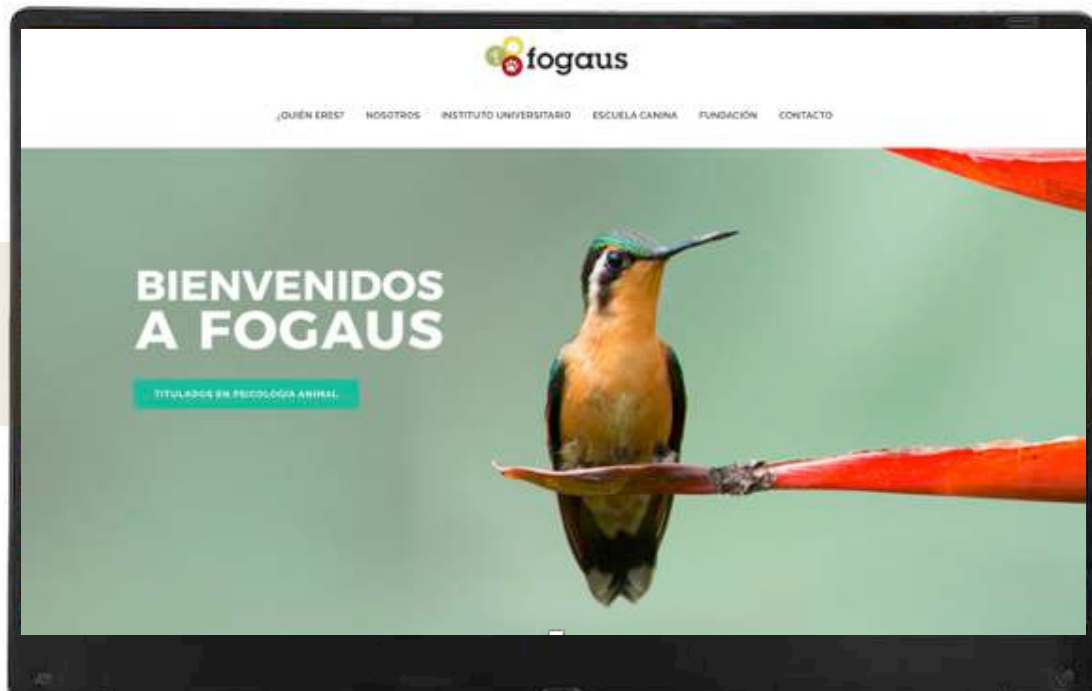 fogaus
¿QUIÉN ERES? NOSOTROS INSTITUTO UNIVERSITARIO ESCUELA CANINA FUNDACIÓN CONTACTO
BIENVENIDOS
A FOGAUS
TITULADOS EN PSICOLOGÍA ANIMAL